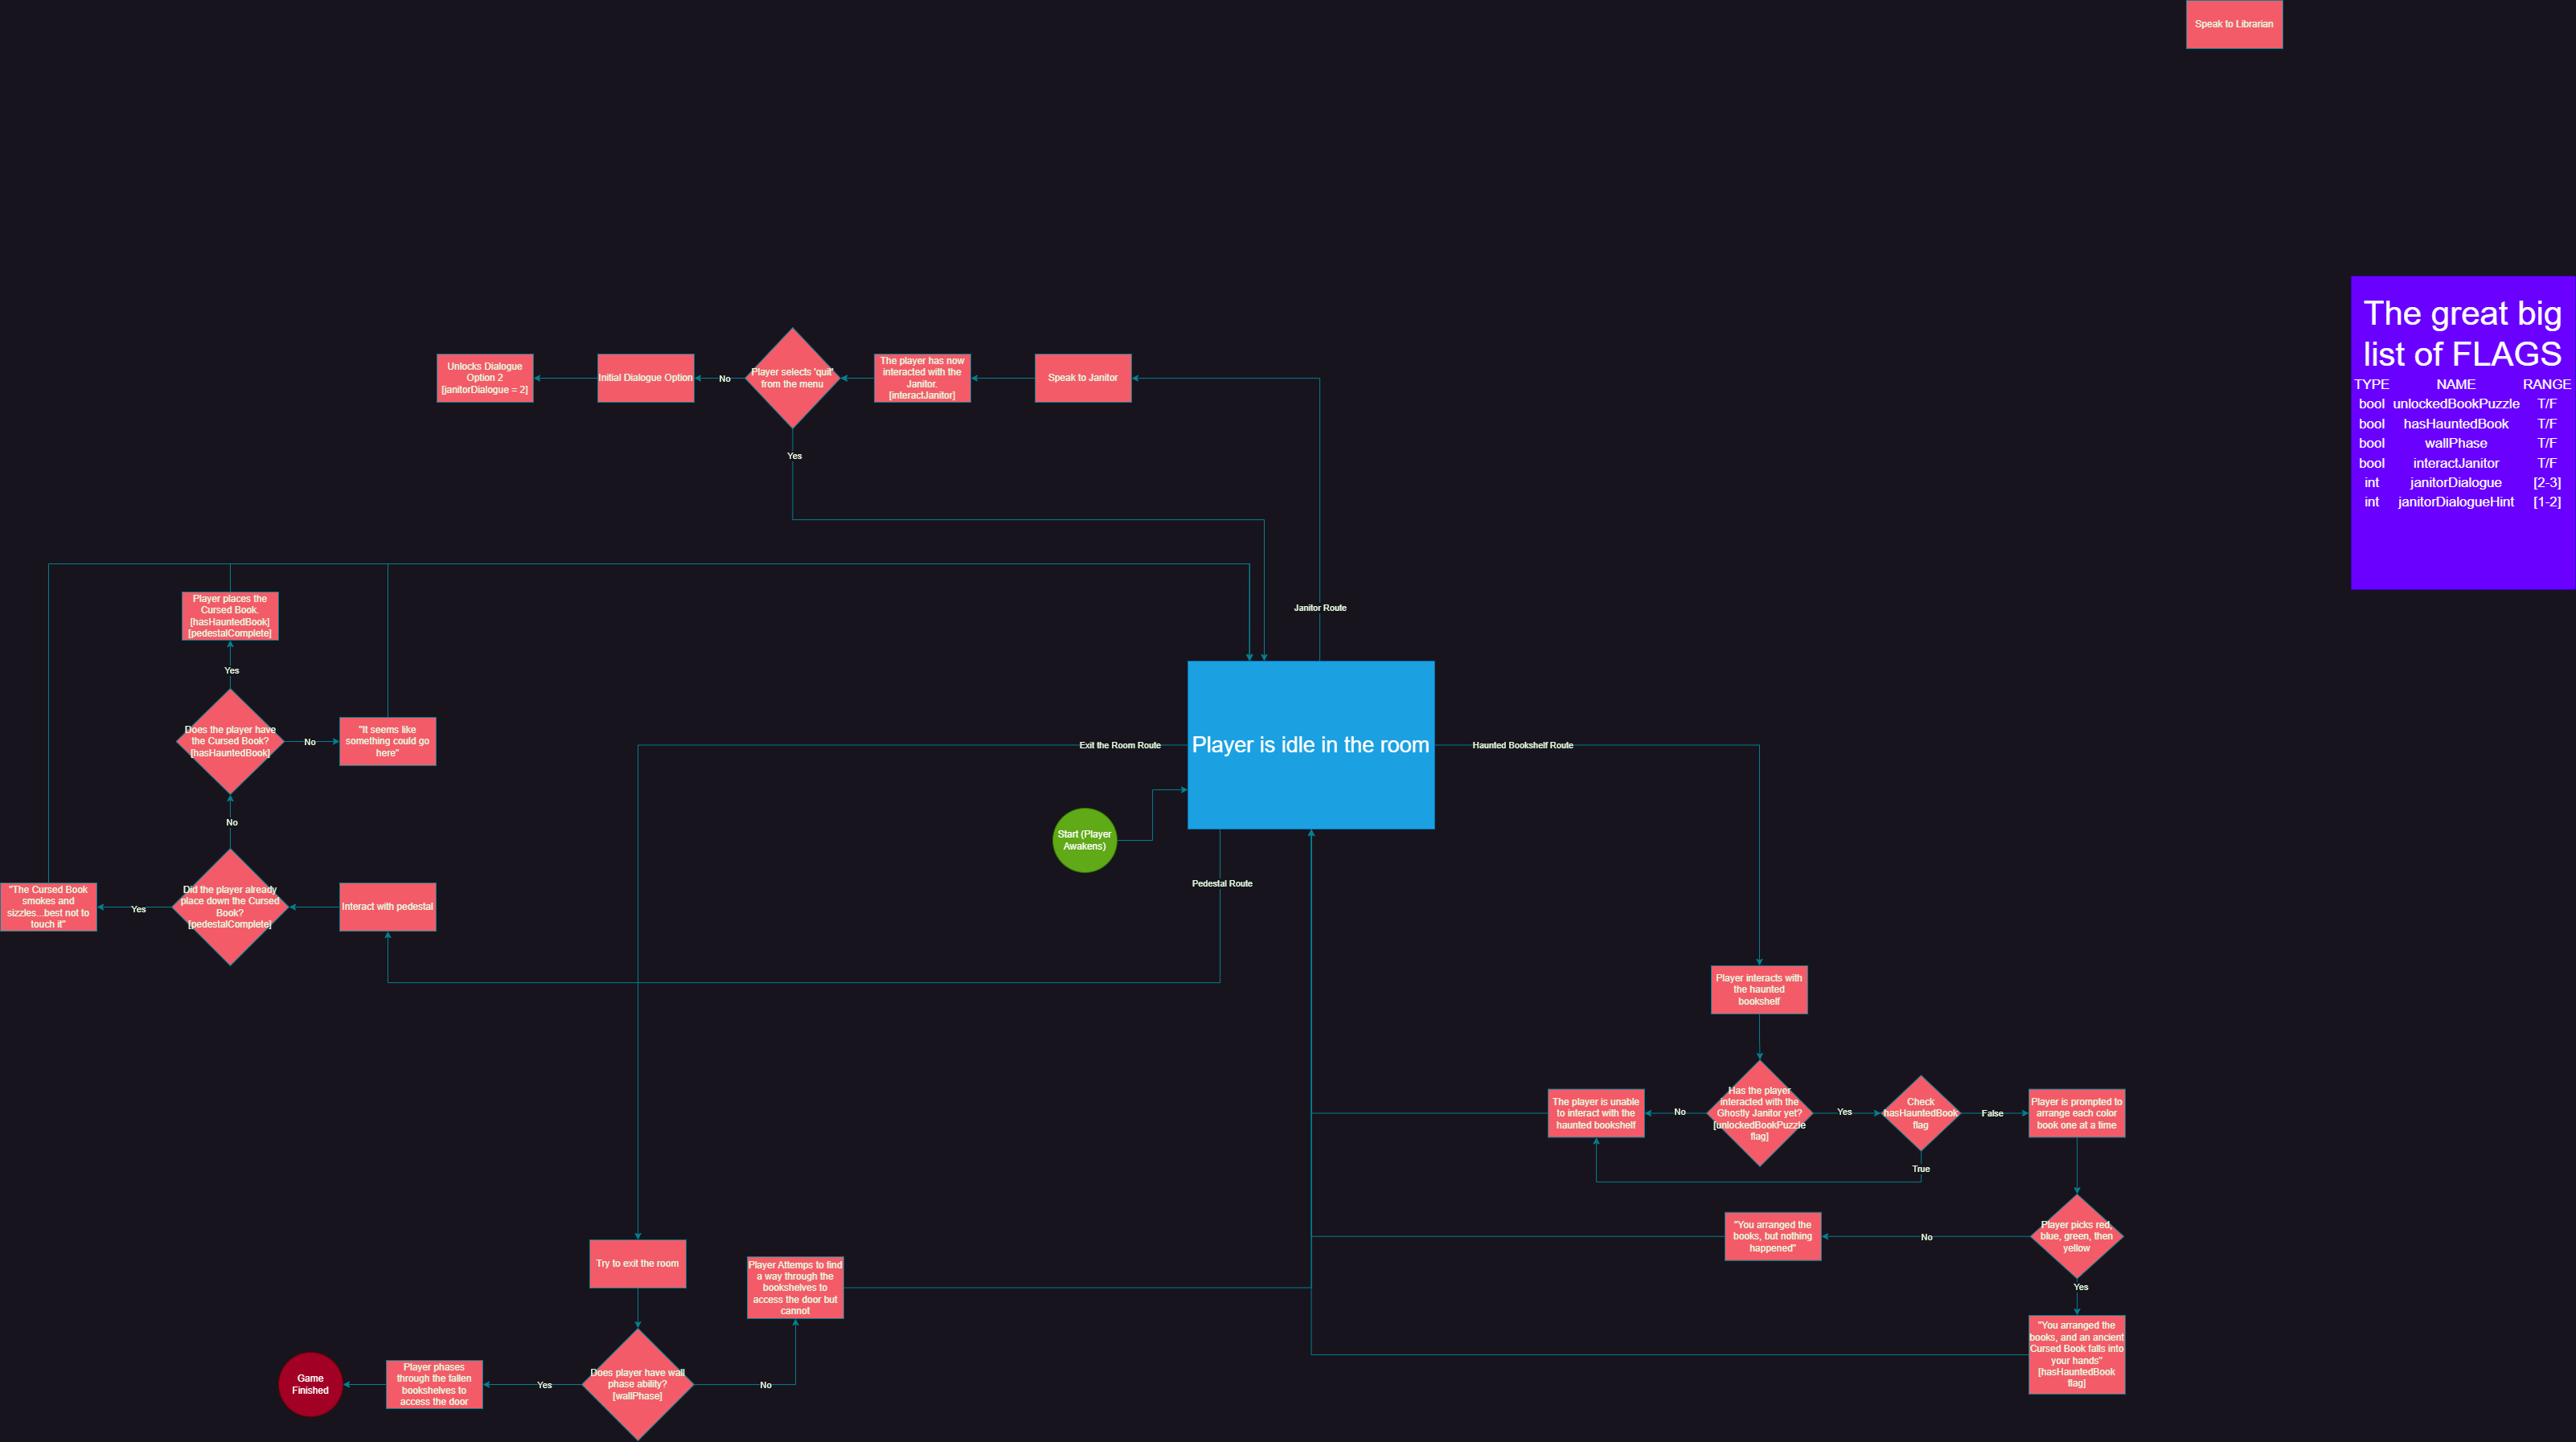 Speak to Librarian
The great big
list of FLAGS
TYPE NAME RANGE
bool unlockedBookPuzzle T/F
bool hasHauntedBook T/F
bool wallPhase T/F
bool interactJanitor T/F
int janitorDialogue [2-3]
int janitorDialogueHint [1-2]
Unlocks Dialogue
Option 2
[janitorDialogue = 2]
Initial Dialogue Option
No
Player selects 'quit'
from the menu
The player has now
interacted with the
Janitor.
[interactJanitor]
Speak to Janitor
Yes
Janitor Route
Player places the
Cursed Book.
[hasHauntedBook]
[pedestalComplete]
Yes
Does the player have
the Cursed Book?
[hasHauntedBook]
No
"It seems like
something could go
here"
No
"The Cursed Book
smokes and
sizzles...best not to
touch it"
Yes
Did the player already
place down the Cursed
Book?
[pedestalComplete]
Interact with pedestal
Exit the Room Route
Player is idle in the room
Haunted Bookshelf Route
Start (Player
Awakens)
Pedestal Route
Player interacts with
the haunted
bookshelf
The player is unable
to interact with the
haunted bookshelf
No
Has the player
interacted with the
Ghostly Janitor yet?
[unlockedBookPuzzle
flag]
Yes
Check
hasHauntedBook
flag
False
Player is prompted to
arrange each color
book one at a time
True
"You arranged the
books, but nothing
happened"
No
Player picks red,
blue, green, then
yellow
Yes
"You arranged the
books, and an ancient
Cursed Book falls into
your hands"
[hasHauntedBook
flag]
Try to exit the room
Player Attemps to find
a way through the
bookshelves to
access the door but
cannot
Game
Finished
Player phases
through the fallen
bookshelves to
access the door
Yes
Does player have wall
phase ability?
[wallPhase]
No